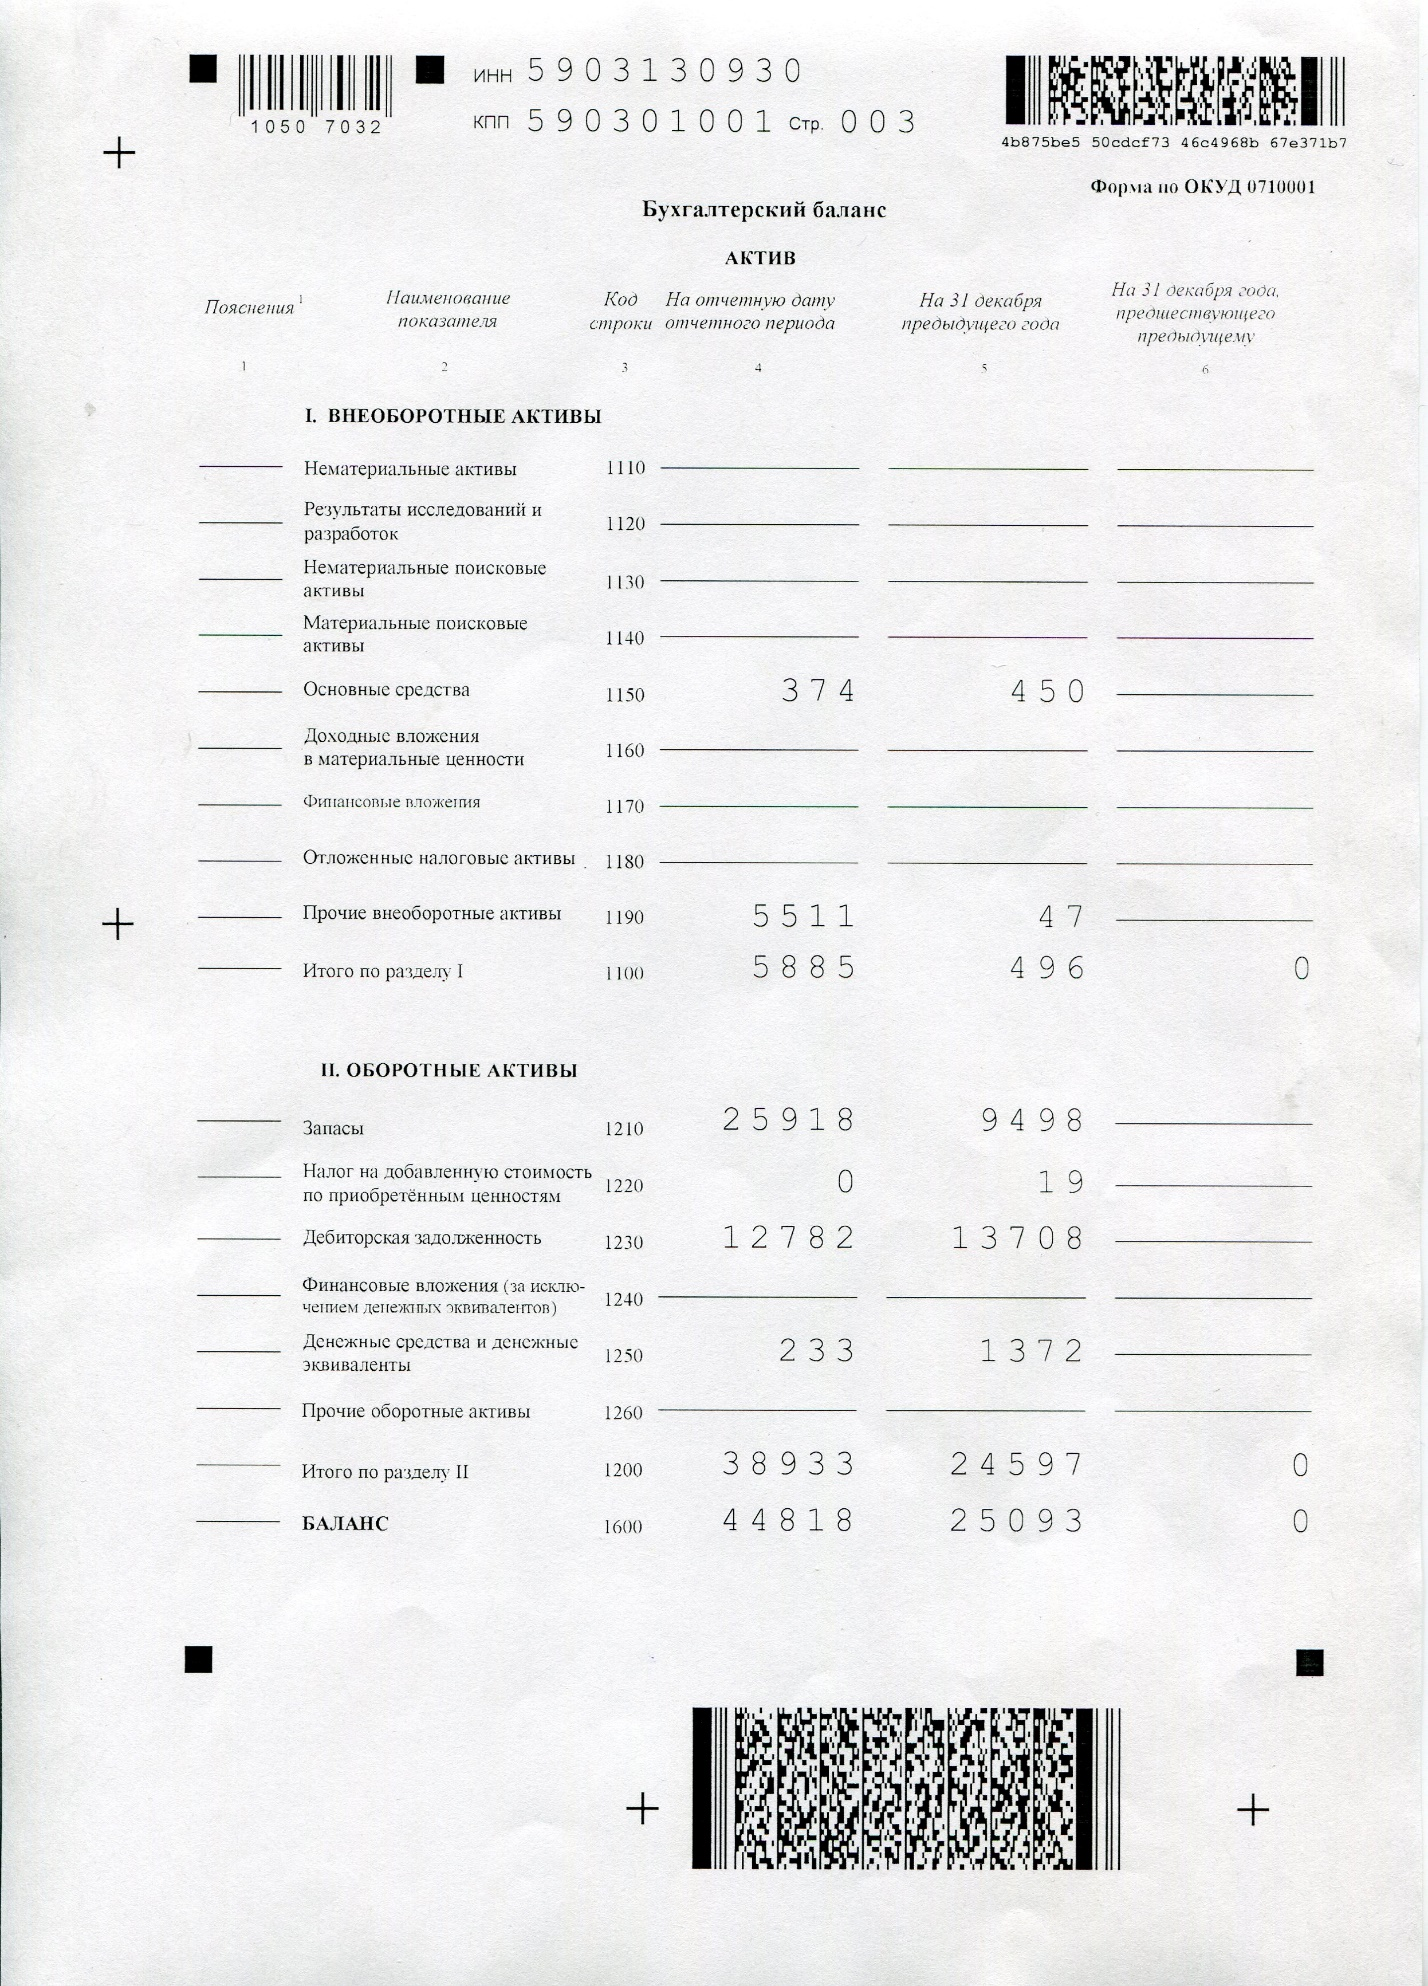 ИНН 5903130930
1050 7032
КПП 590301001 Стр. 003
4b875be5 50cdcf73 46c4968b 67e371b7
Форма по ОКУД 0710001
Бухгалтерский баланс
АКТИВ
Пояснения 1
Наименование показателя
Код строки
На отчетную дату отчетного периода
На 31 декабря предыдущего года
На 31 декабря года, предшествующего предыдущему
1 2 3 4 5 6
I. ВНЕОБОРОТНЫЕ АКТИВЫ
Нематериальные активы 1110
Результаты исследований и
разработок 1120
Нематериальные поисковые
активы 1130
Материальные поисковые
активы 1140
Основные средства 1150 374 450
Доходные вложения
в материальные ценности 1160
Финансовые вложения 1170
Отложенные налоговые активы 1180
Прочие внеоборотные активы 1190 5511 47
Итого по разделу I 1100 5885 496 0
II. ОБОРОТНЫЕ АКТИВЫ
Запасы 1210 25918 9498
Налог на добавленную стоимость
по приобретённым ценностям 1220 0 19
Дебиторская задолженность 1230 12782 13708
Финансовые вложения (за исклю-
чением денежных эквивалентов) 1240
Денежные средства и денежные
эквиваленты 1250 233 1372
Прочие оборотные активы 1260
Итого по разделу II 1200 38933 24597 0
БАЛАНС 1600 44818 25093 0